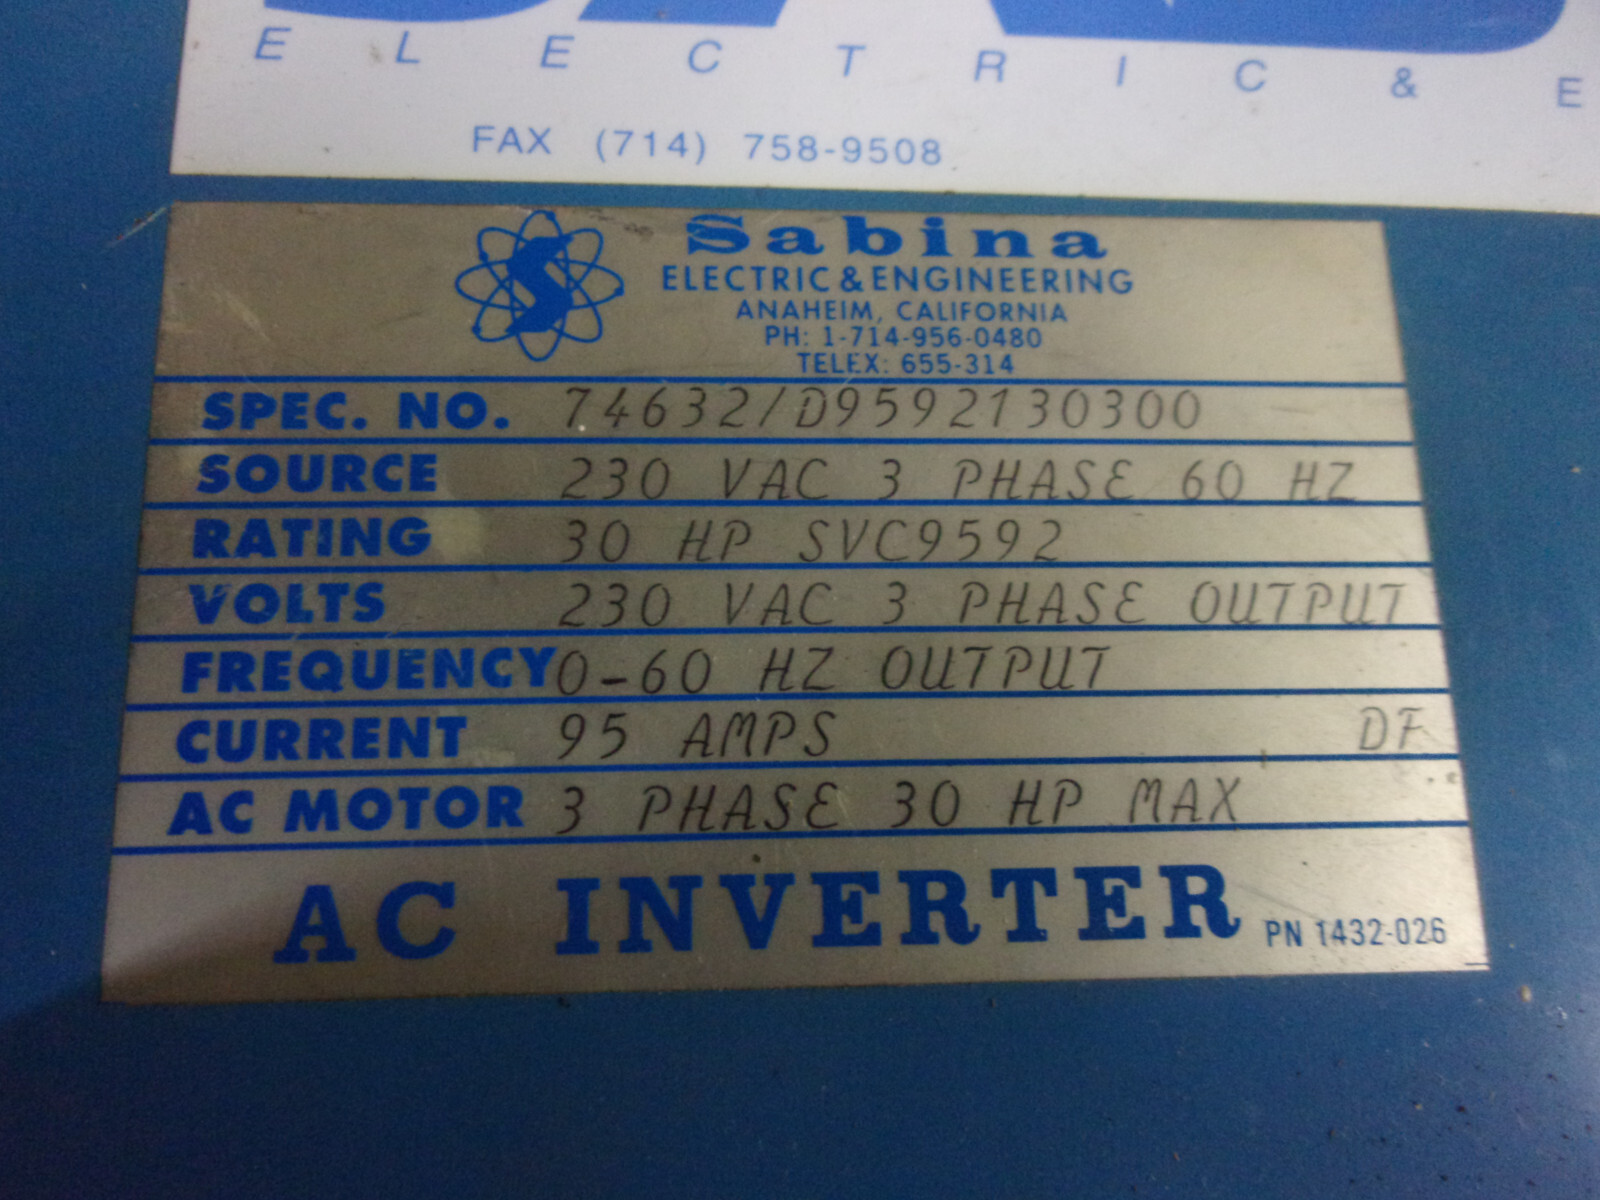 ELECTRIC & E
FAX (714) 758-9508
S
Sabina
ELECTRIC & ENGINEERING
ANAHEIM, CALIFORNIA
PH: 1-714-956-0480
TELEX: 655-314
SPEC. NO. 74632/D9592130300
SOURCE 230 VAC 3 PHASE 60 HZ
RATING 30 HP SVC9592
VOLTS 230 VAC 3 PHASE OUTPUT
FREQUENCY 0-60 HZ OUTPUT
CURRENT 95 AMPS DF
AC MOTOR 3 PHASE 30 HP MAX
AC INVERTER PN 1432-026